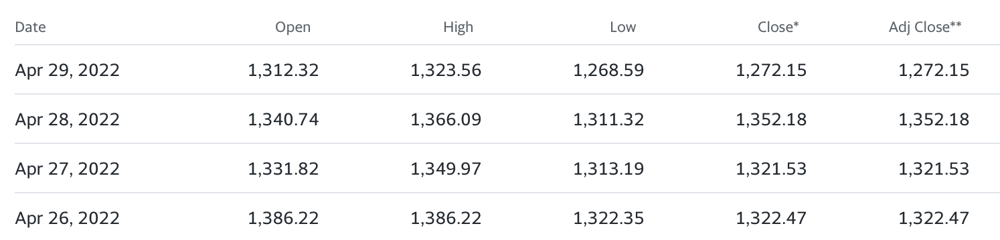 Date Open High Low Close* Adj Close**
Apr 29, 2022 1,312.32 1,323.56 1,268.59 1,272.15 1,272.15
Apr 28, 2022 1,340.74 1,366.09 1,311.32 1,352.18 1,352.18
Apr 27, 2022 1,331.82 1,349.97 1,313.19 1,321.53 1,321.53
Apr 26, 2022 1,386.22 1,386.22 1,322.35 1,322.47 1,322.47